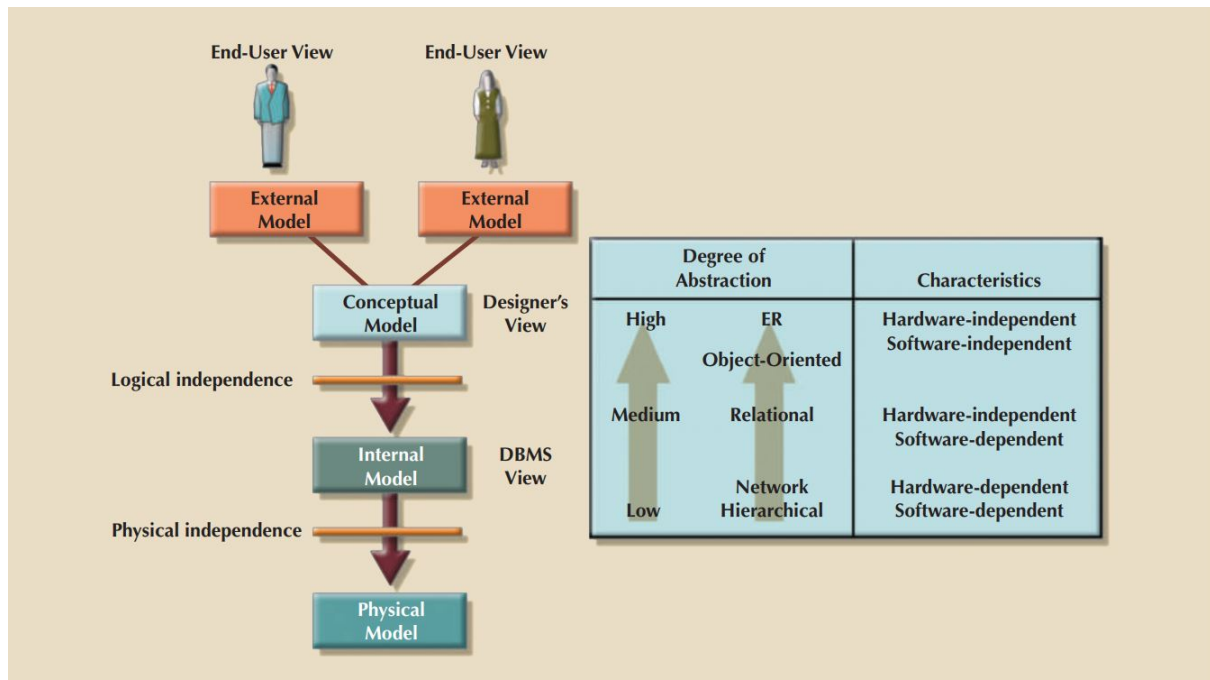 End-User View
End-User View
External
Model
External
Model
Conceptual
Model
Designer's
View
Logical independence
Internal
Model
DBMS
View
Physical independence
Physical
Model
Degree of
Abstraction
Characteristics
High
ER
Hardware-independent
Software-independent
Object-Oriented
Medium
Relational
Hardware-independent
Software-dependent
Low
Network
Hierarchical
Hardware-dependent
Software-dependent